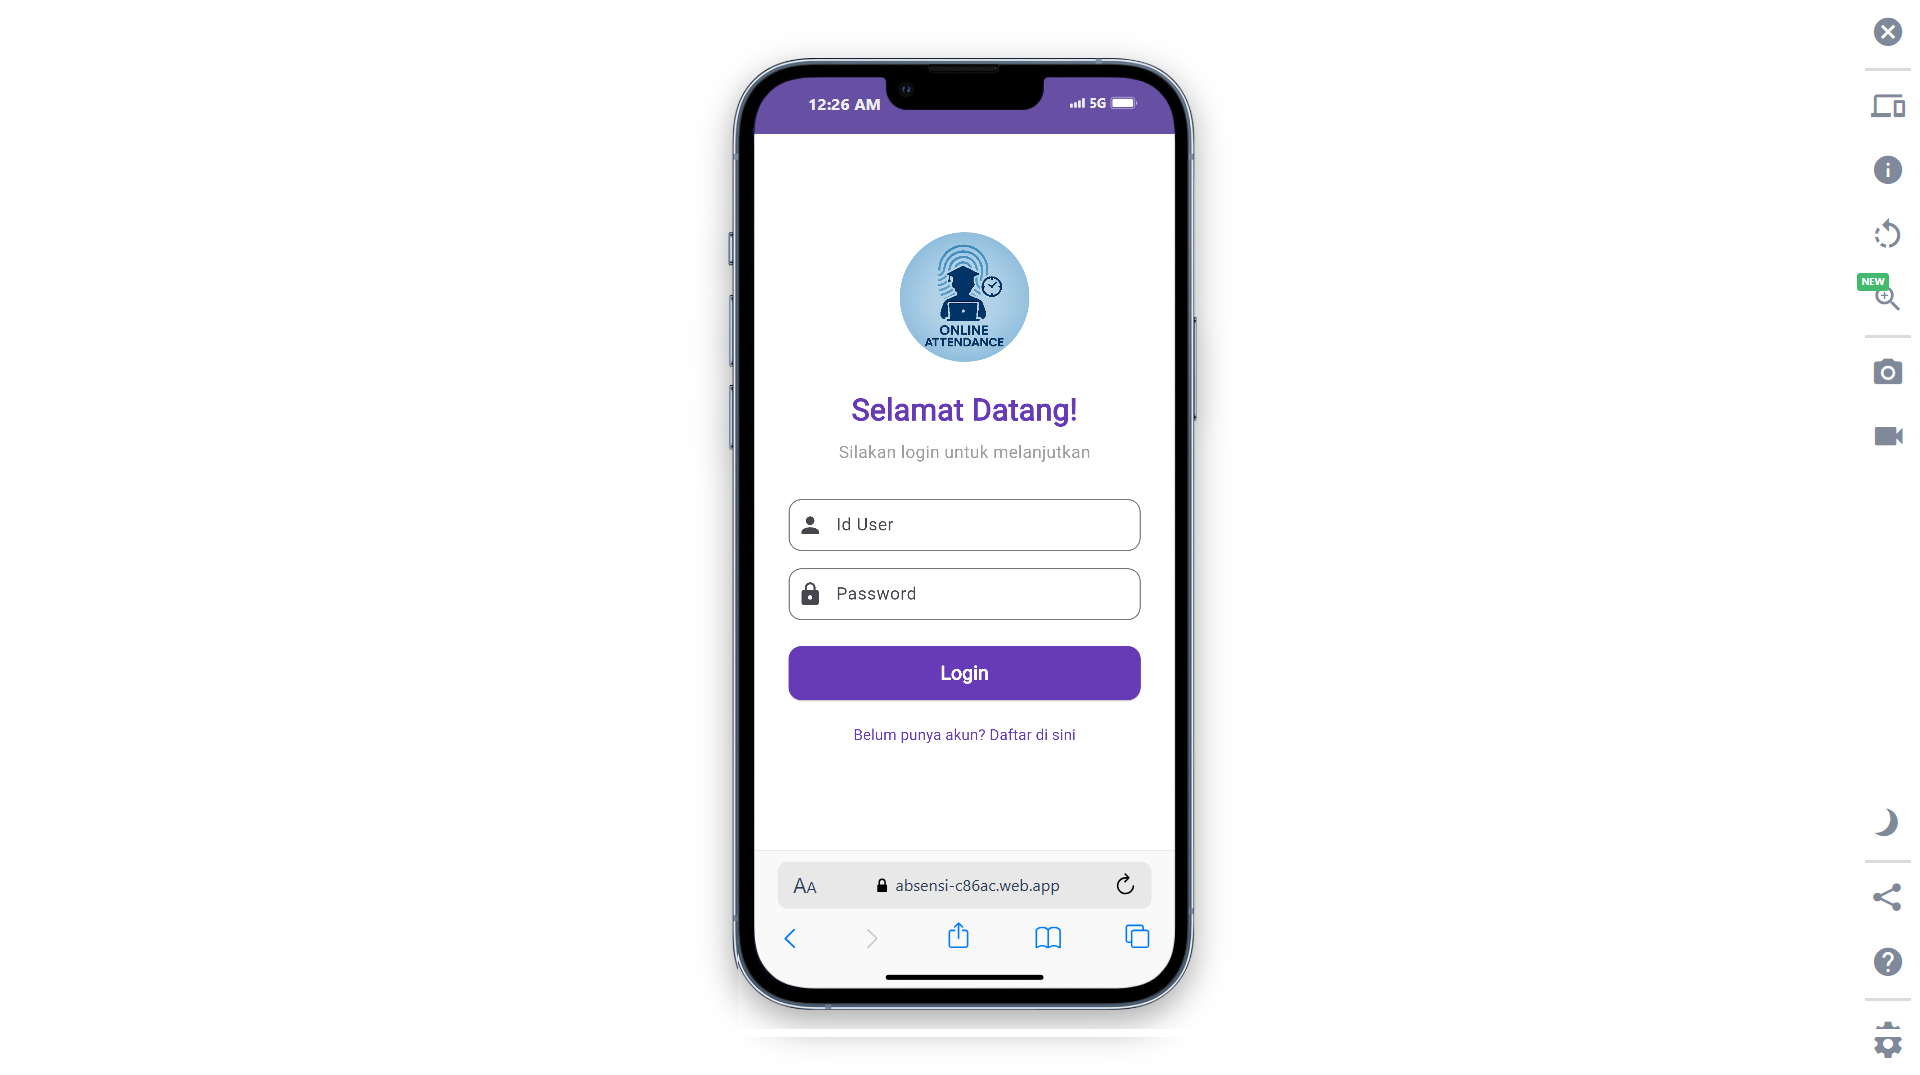 12:26 AM
5G
ONLINE
ATTENDANCE
Selamat Datang!
Silakan login untuk melanjutkan
Id User
Password
Login
Belum punya akun? Daftar di sini
AA
absensi-c86ac.web.app
NEW